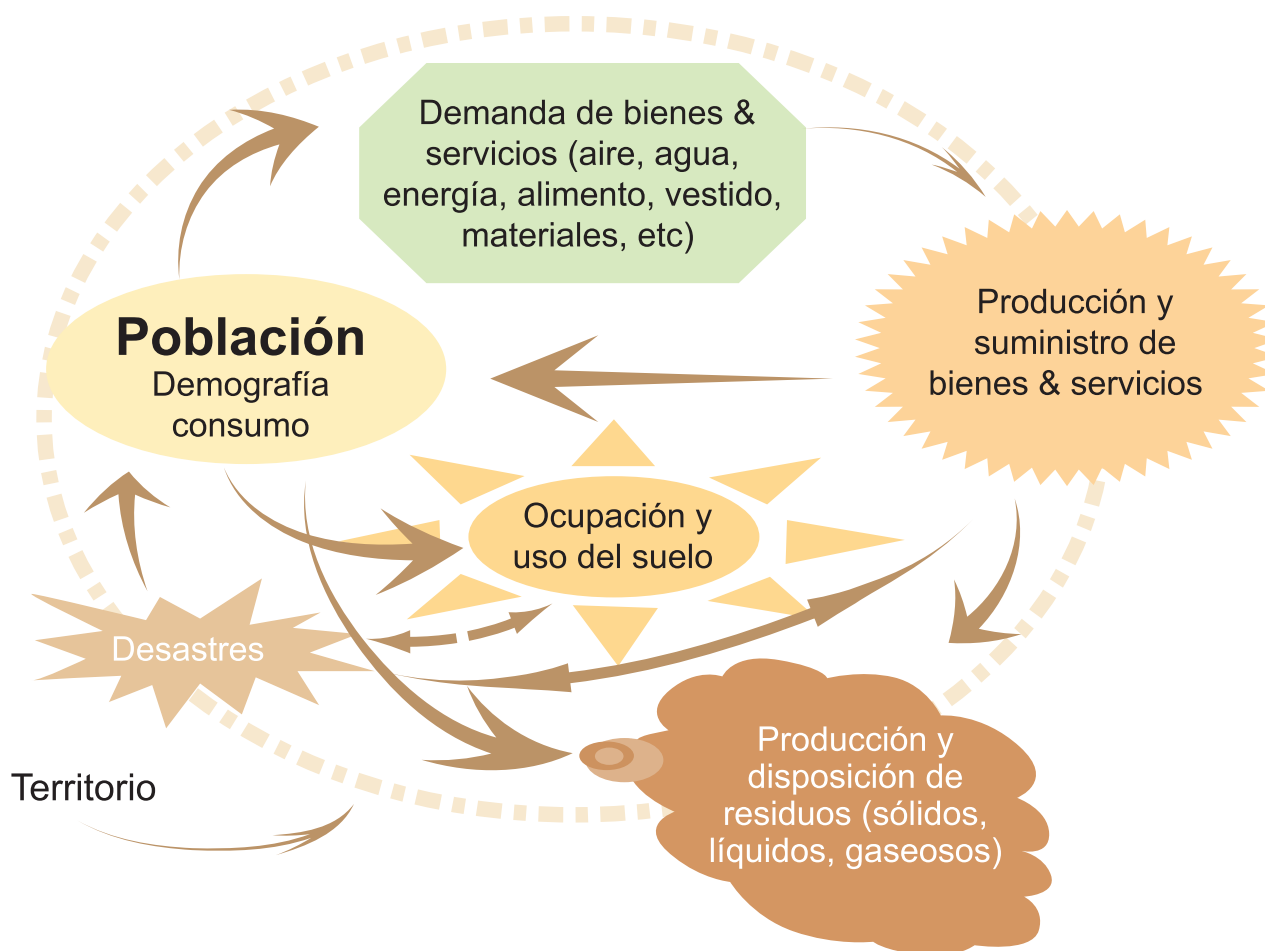 Demanda de bienes &
servicios (aire, agua,
energía, alimento, vestido,
materiales, etc)
Población
Demografía
consumo
Producción y
suministro de
bienes & servicios
Ocupación y
uso del suelo
Desastres
Territorio
Producción y
disposición de
residuos (sólidos,
líquidos, gaseosos)